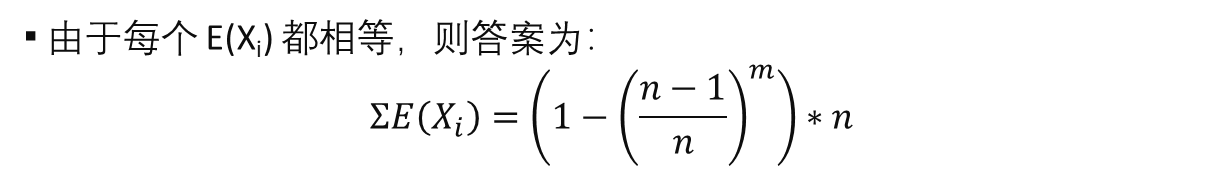 ▪ 由于每个 E(Xᵢ) 都相等，则答案为：
ΣE(Xᵢ) = (1 − ((n − 1)/n)^m) * n